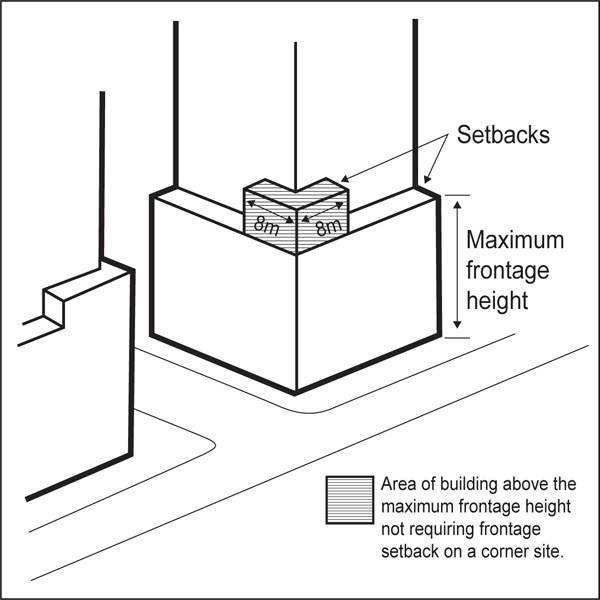 Setbacks
8m
8m
Maximum
frontage
height
Area of building above the
maximum frontage height
not requiring frontage
setback on a corner site.